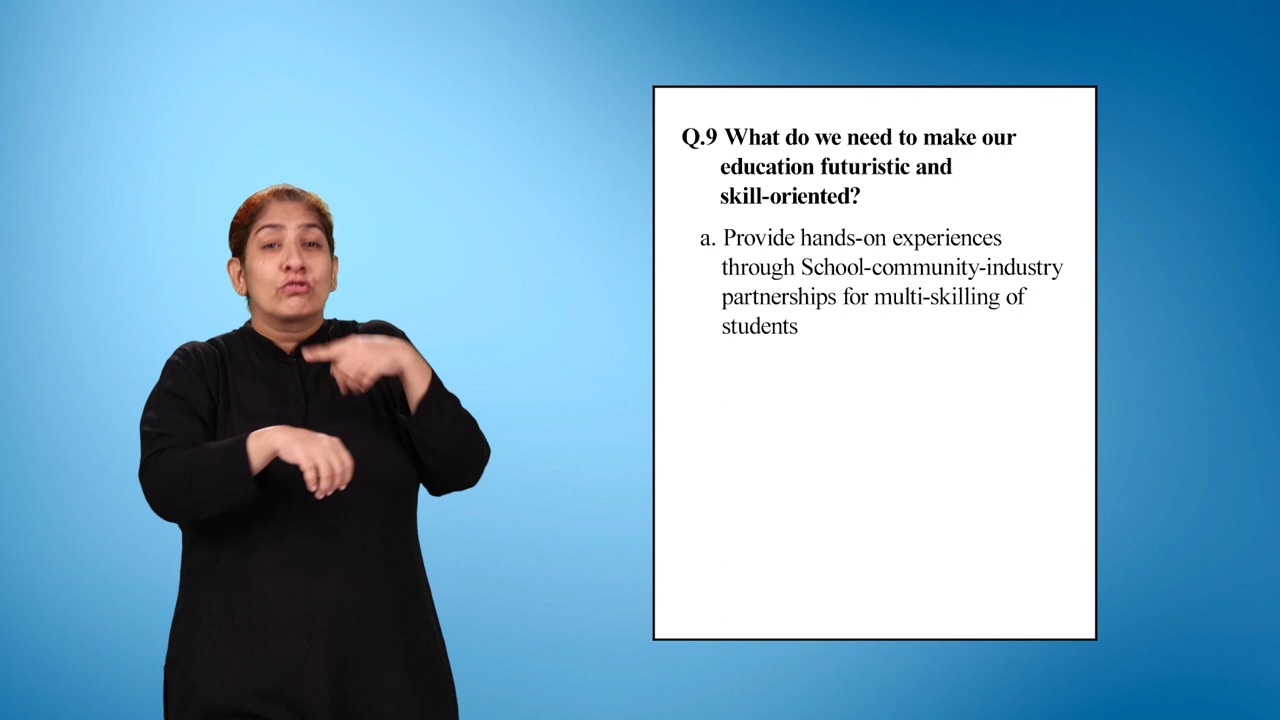 Q.9 What do we need to make our
education futuristic and
skill-oriented?
a. Provide hands-on experiences
through School-community-industry
partnerships for multi-skilling of
students